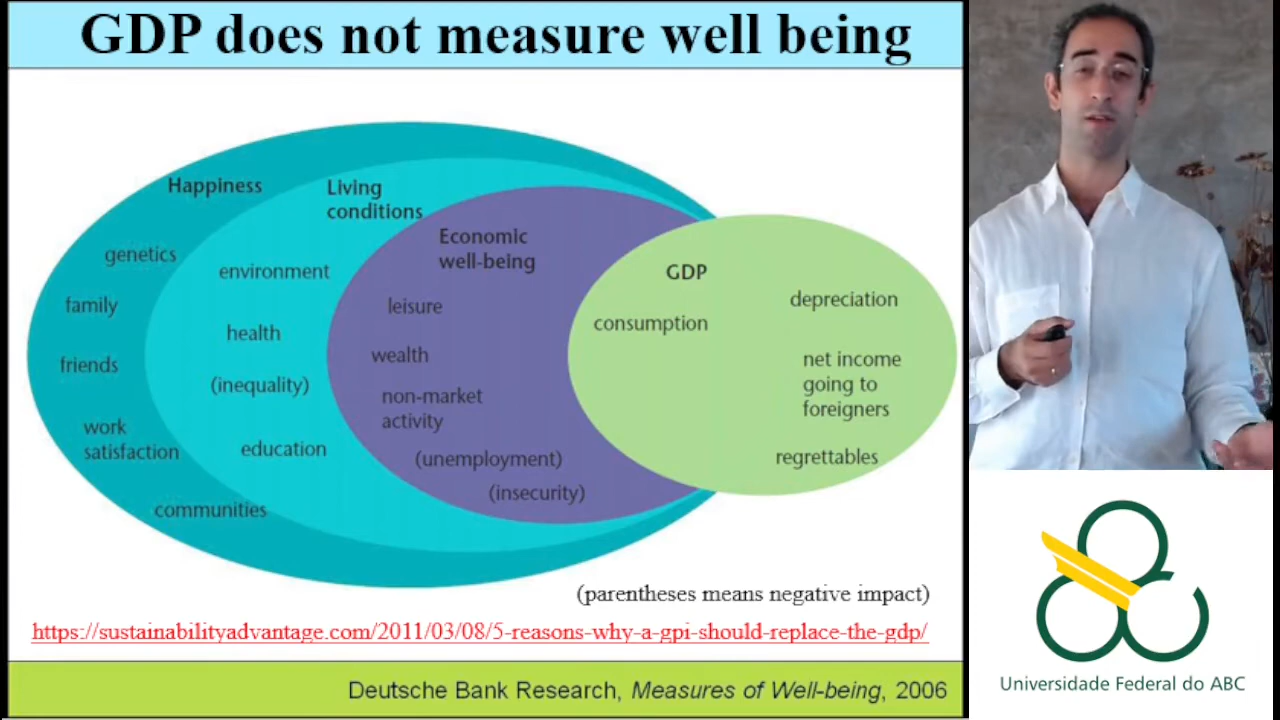 GDP does not measure well being
Happiness
genetics
family
friends
work
satisfaction
communities
Living
conditions
environment
health
(inequality)
education
Economic
well-being
leisure
wealth
non-market
activity
(unemployment)
(insecurity)
GDP
consumption
depreciation
net income
going to
foreigners
regrettables
(parentheses means negative impact)
https://sustainabilityadvantage.com/2011/03/08/5-reasons-why-a-gpi-should-replace-the-gdp/
Deutsche Bank Research, Measures of Well-being, 2006
Universidade Federal do ABC